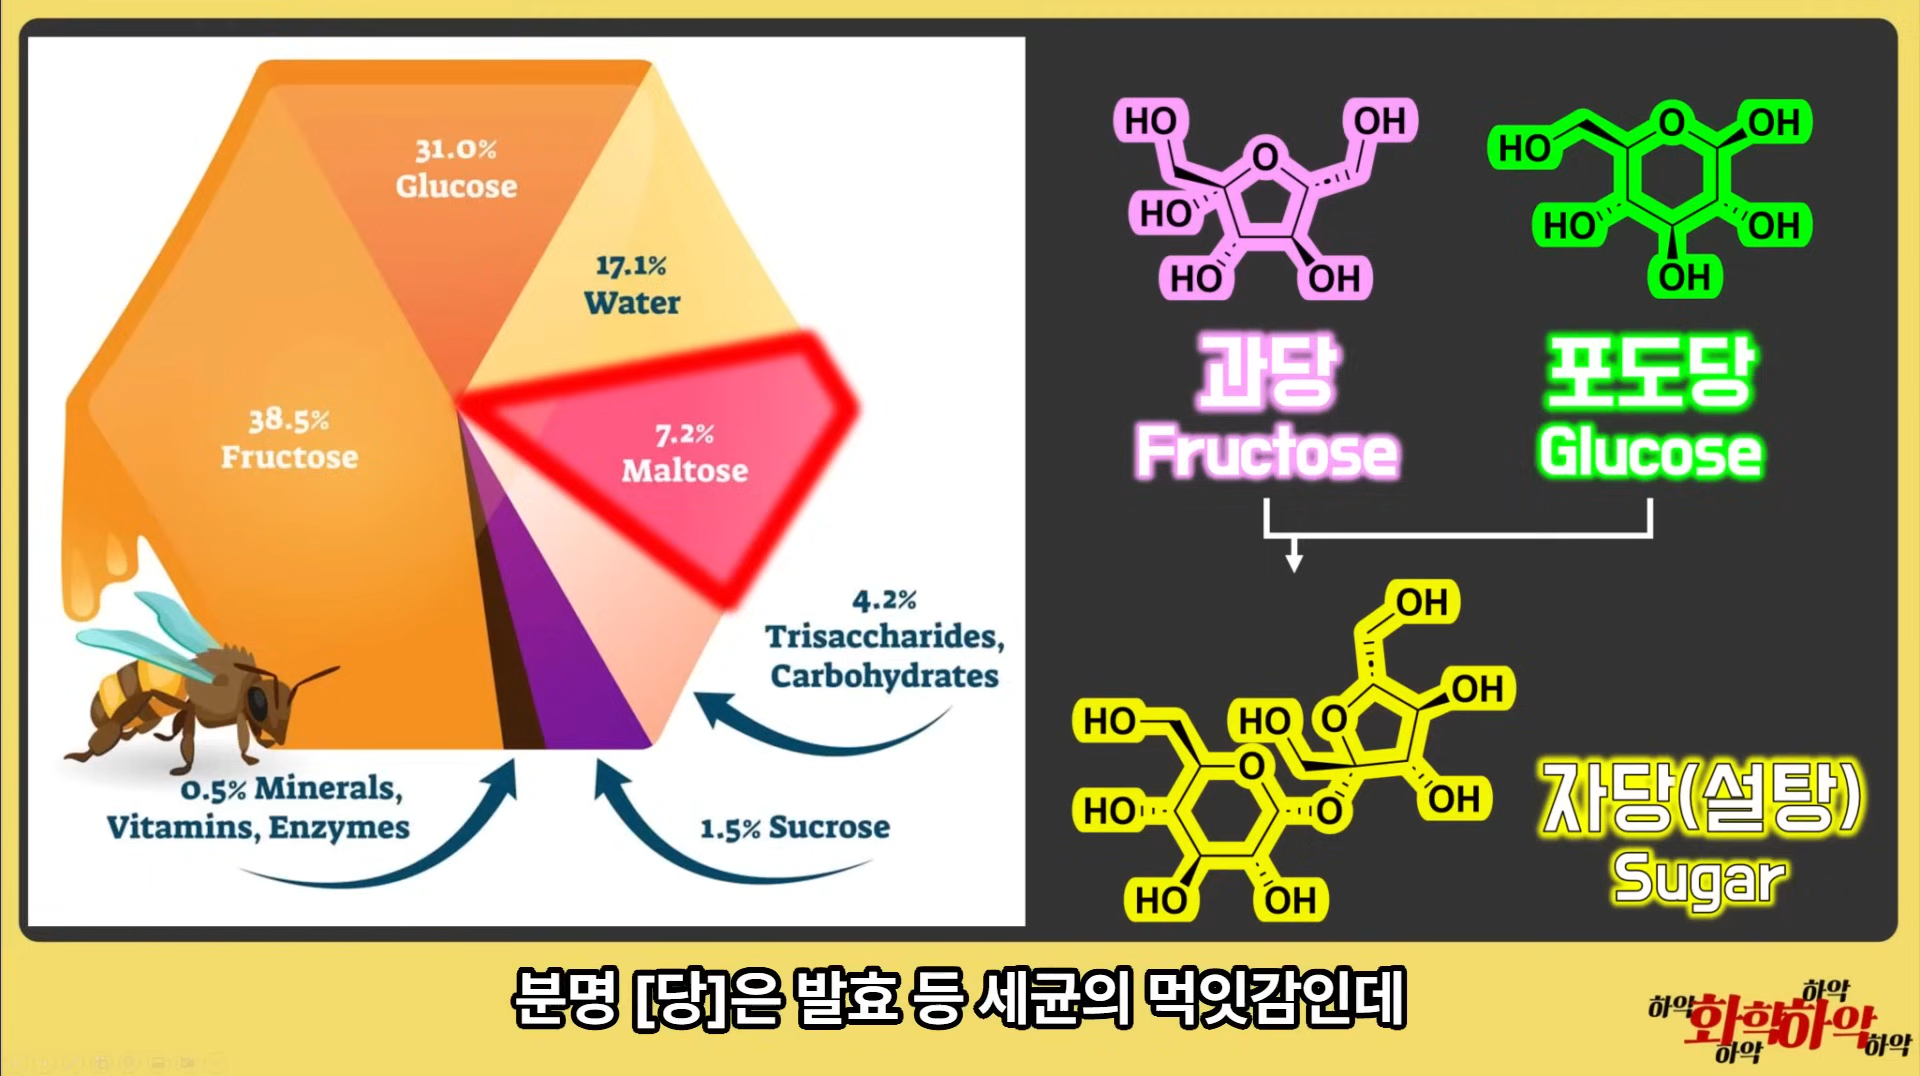 31.0%
Glucose
17.1%
Water
38.5%
Fructose
7.2%
Maltose
4.2%
Trisaccharides,
Carbohydrates
0.5% Minerals,
Vitamins, Enzymes
1.5% Sucrose
HO
OH
O
HO
HO
OH
과당
Fructose
O
OH
HO
HO
OH
OH
포도당
Glucose
OH
OH
HO
HO
O
O
HO
O
OH
HO
OH
자당(설탕)
Sugar
분명 [당]은 발효 등 세균의 먹잇감인데
하악
화학하악
하악
하악
하악